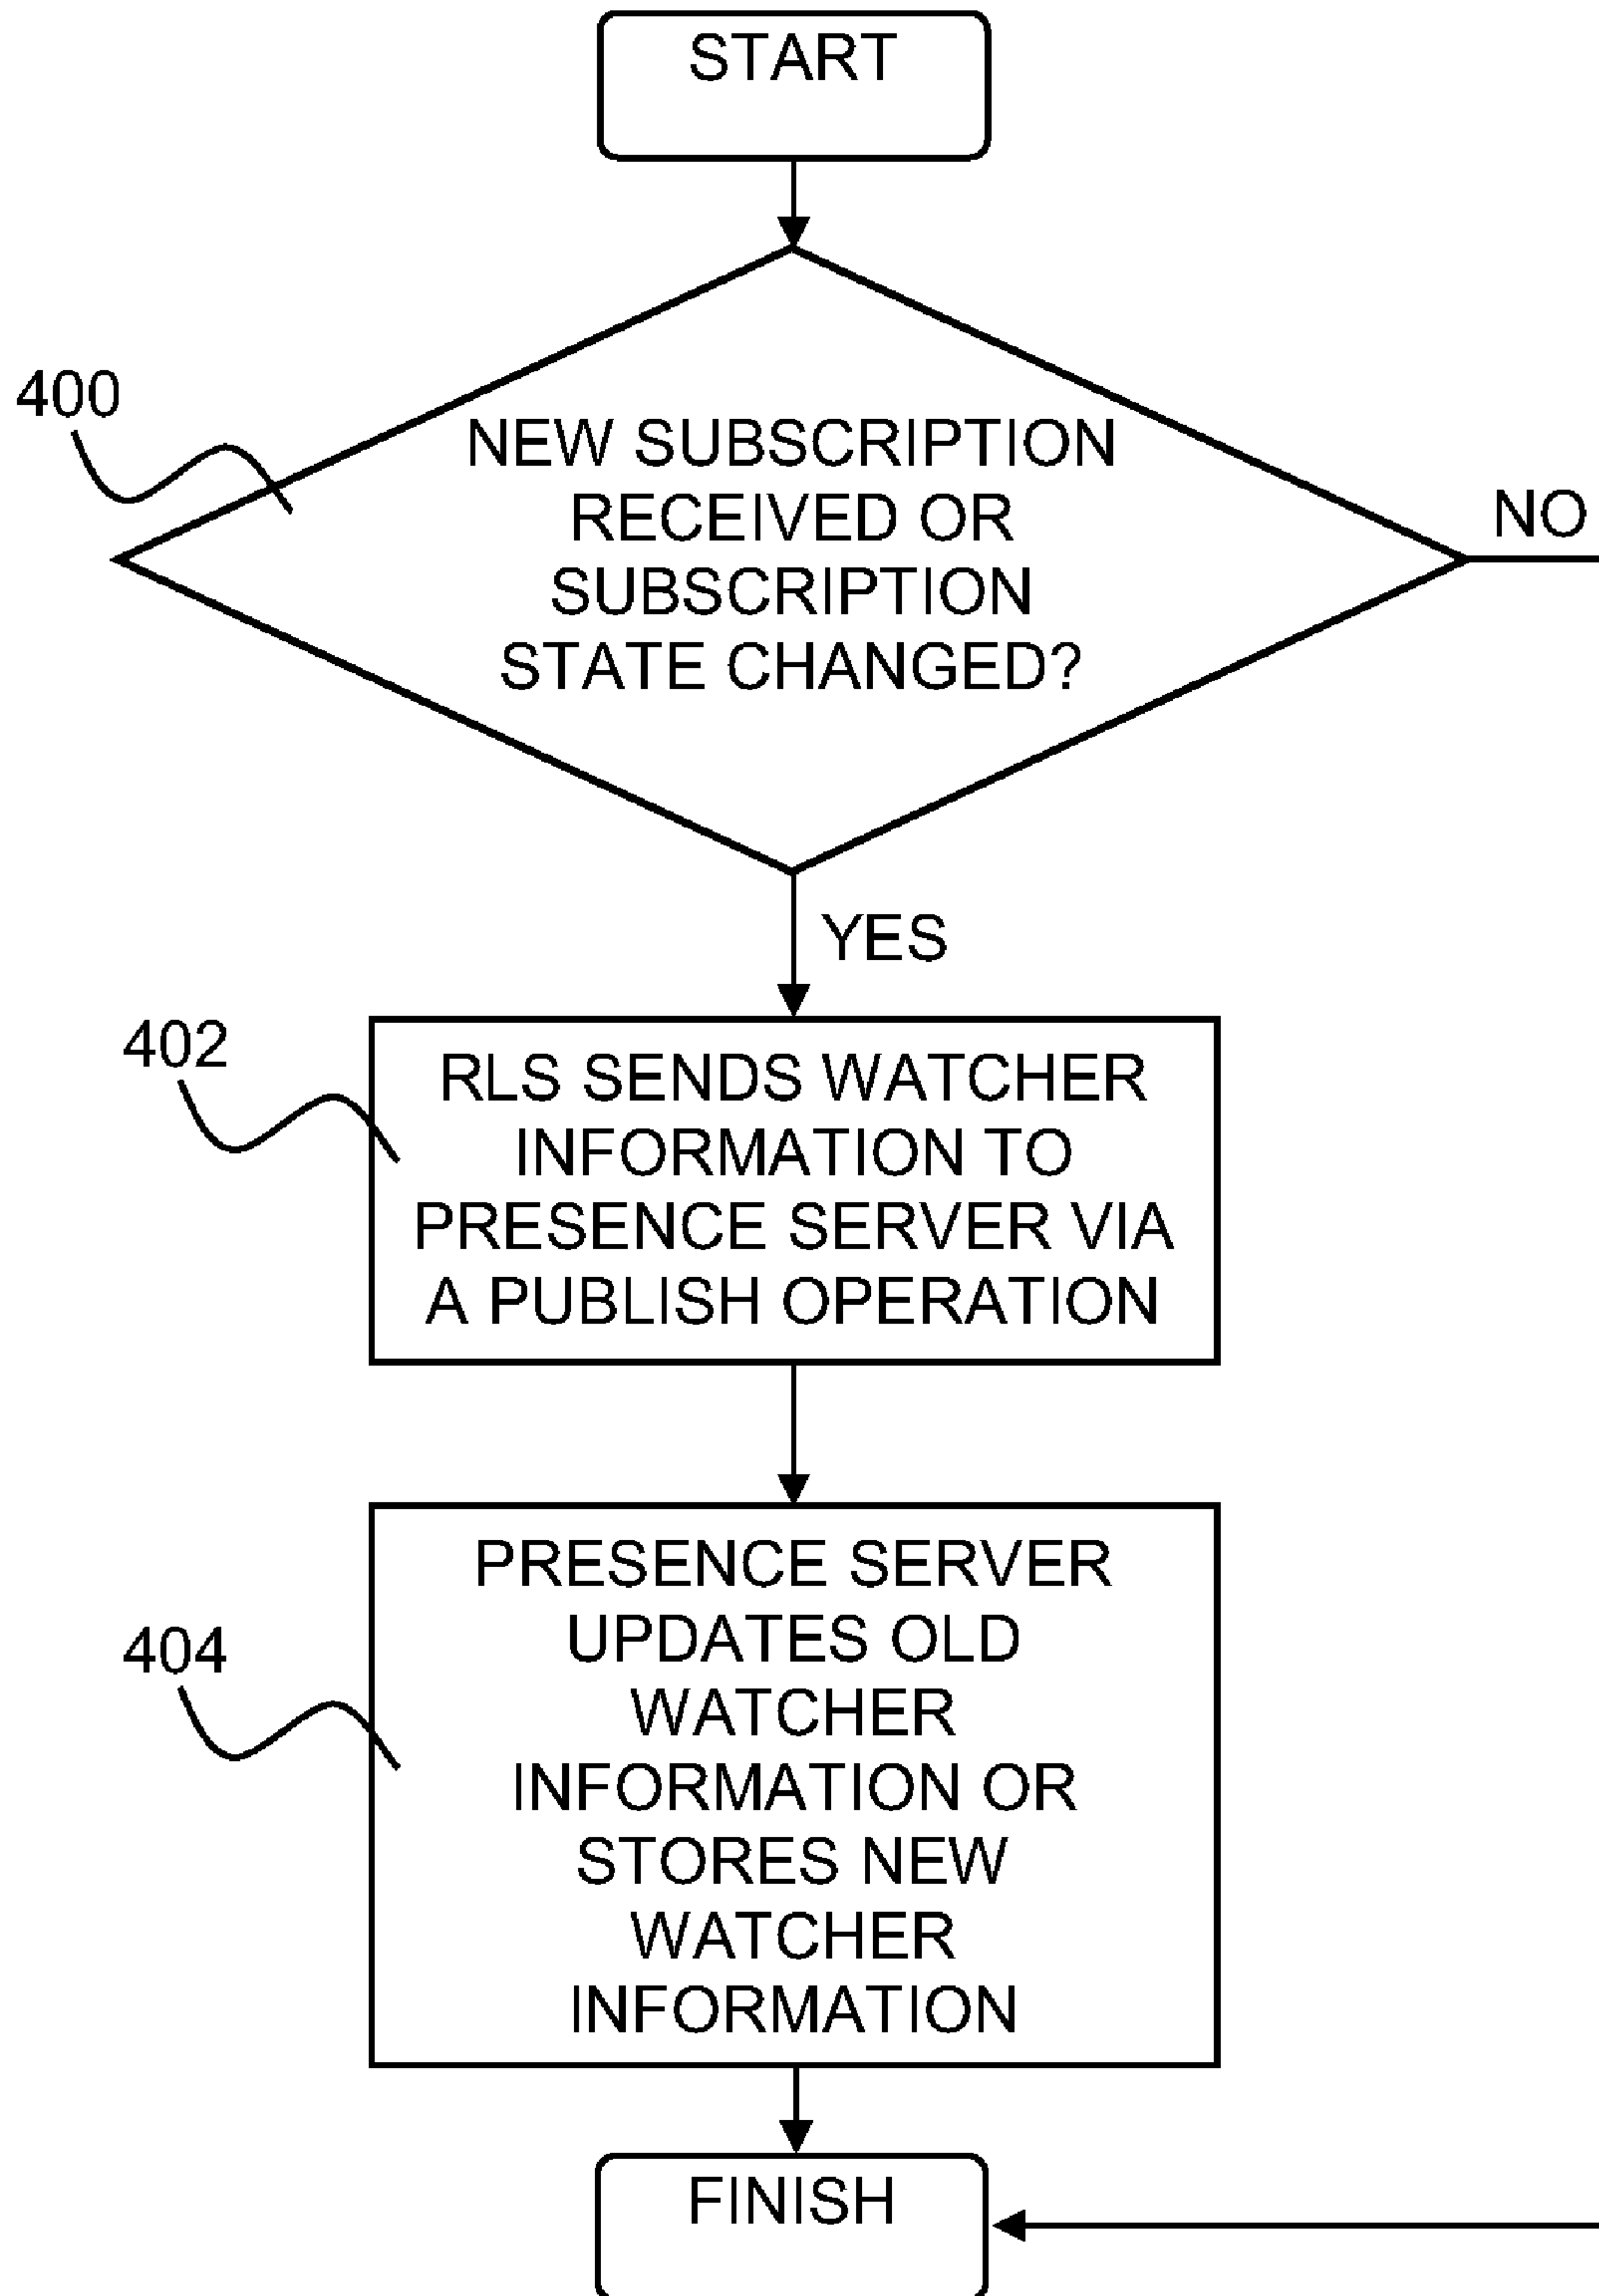 START
400
NEW SUBSCRIPTION
RECEIVED OR
SUBSCRIPTION
STATE CHANGED?
NO
YES
402
RLS SENDS WATCHER
INFORMATION TO
PRESENCE SERVER VIA
A PUBLISH OPERATION
404
PRESENCE SERVER
UPDATES OLD
WATCHER
INFORMATION OR
STORES NEW
WATCHER
INFORMATION
FINISH